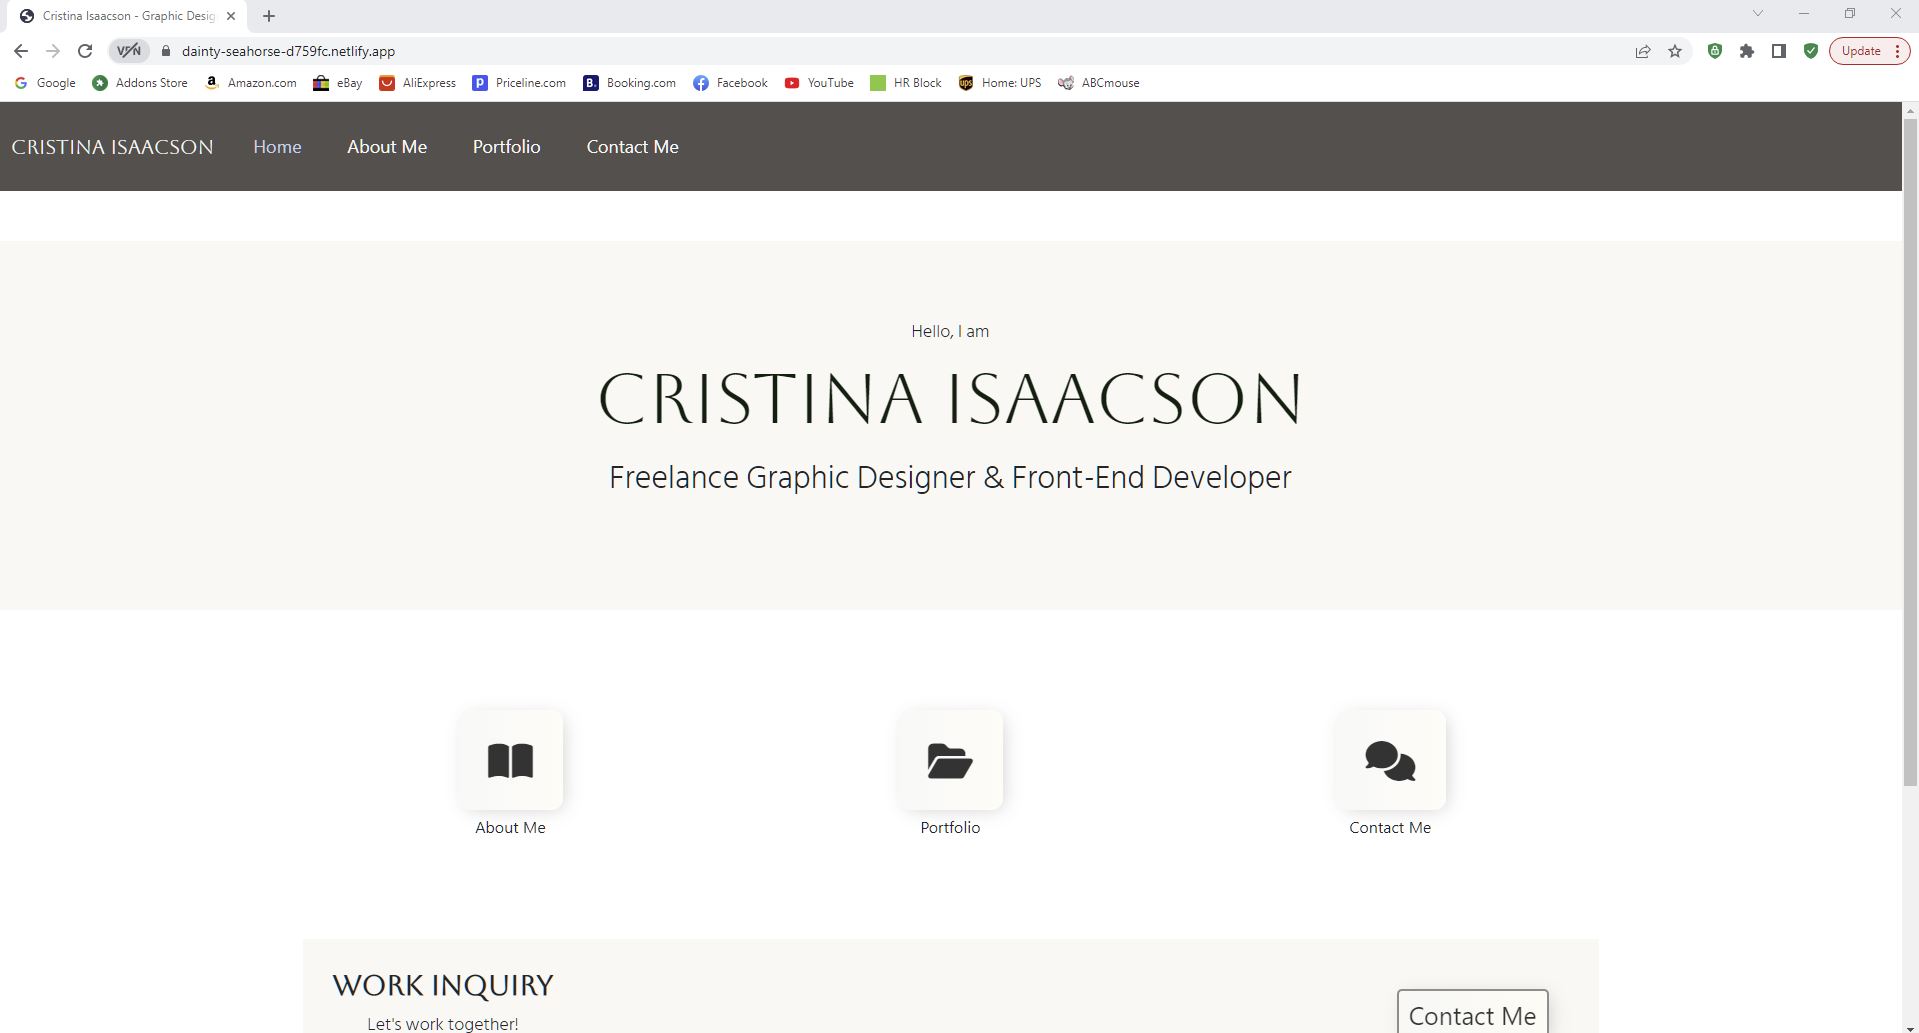 Cristina Isaacson - Graphic Desig
VPN dainty-seahorse-d759fc.netlify.app Update
Google Addons Store Amazon.com eBay AliExpress Priceline.com Booking.com Facebook YouTube HR Block Home: UPS ABCmouse
CRISTINA ISAACSON Home About Me Portfolio Contact Me
Hello, I am
CRISTINA ISAACSON
Freelance Graphic Designer & Front-End Developer
About Me Portfolio Contact Me
WORK INQUIRY
Let's work together!
Contact Me